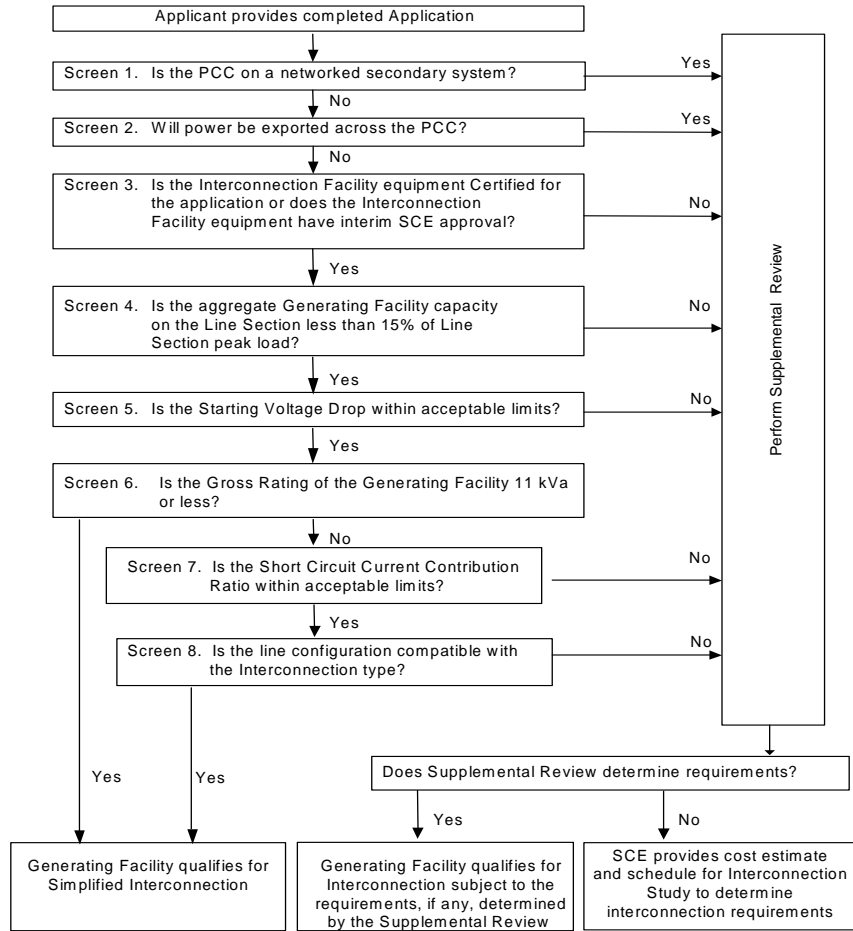 Applicant provides completed Application
Screen 1. Is the PCC on a networked secondary system?
Yes
No
Screen 2. Will power be exported across the PCC?
Yes
No
Screen 3. Is the Interconnection Facility equipment Certified for
the application or does the Interconnection
Facility equipment have interim SCE approval?
No
Yes
Screen 4. Is the aggregate Generating Facility capacity
on the Line Section less than 15% of Line
Section peak load?
No
Yes
Screen 5. Is the Starting Voltage Drop within acceptable limits?
No
Yes
Screen 6. Is the Gross Rating of the Generating Facility 11 kVa
or less?
No
Screen 7. Is the Short Circuit Current Contribution
Ratio within acceptable limits?
No
Yes
Screen 8. Is the line configuration compatible with
the Interconnection type?
No
Perform Supplemental Review
Yes
Yes
Does Supplemental Review determine requirements?
Yes
No
Generating Facility qualifies for
Simplified Interconnection
Generating Facility qualifies for
Interconnection subject to the
requirements, if any, determined
by the Supplemental Review
SCE provides cost estimate
and schedule for Interconnection
Study to determine
interconnection requirements